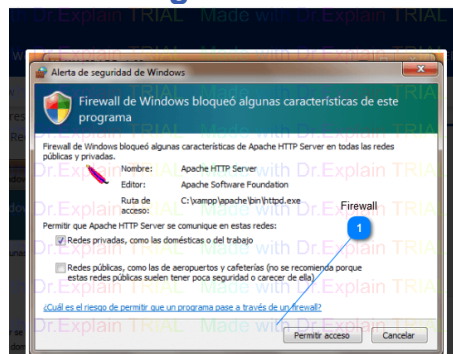 Dr.Explain TRIAL Made with Dr.Explain TRIAL
Alerta de seguridad de Windows
Firewall de Windows bloqueó algunas características de este
programa
Firewall de Windows bloqueó algunas características de Apache HTTP Server en todas las redes
públicas y privadas.
Nombre: Apache HTTP Server
Editor: Apache Software Foundation
Ruta de acceso: C:\xampp\apache\bin\httpd.exe
Firewall
1
Permitir que Apache HTTP Server se comunique en estas redes:
Redes privadas, como las domésticas o del trabajo
Redes públicas, como las de aeropuertos y cafeterías (no se recomienda porque
estas redes públicas suelen tener poca seguridad o carecer de ella)
¿Cuál es el riesgo de permitir que un programa pase a través de un firewall?
Permitir acceso Cancelar